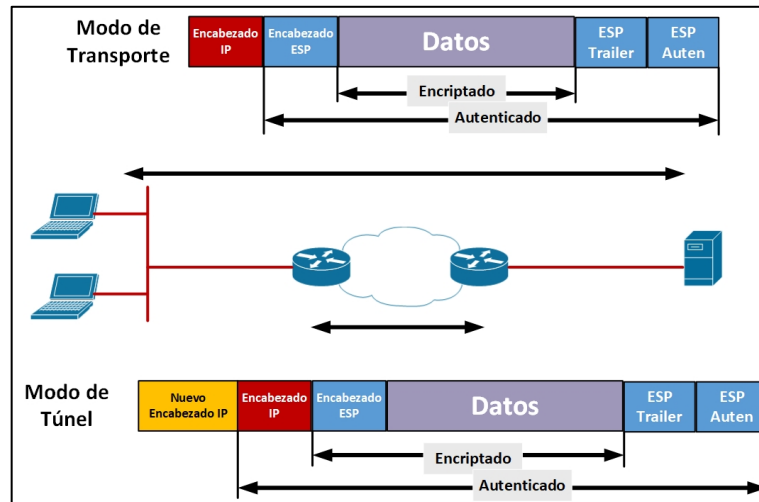 Modo de
Transporte
Encabezado
IP
Encabezado
ESP
Datos
ESP
Trailer
ESP
Auten
Encriptado
Autenticado
Modo de
Túnel
Nuevo
Encabezado IP
Encabezado
IP
Encabezado
ESP
Datos
ESP
Trailer
ESP
Auten
Encriptado
Autenticado